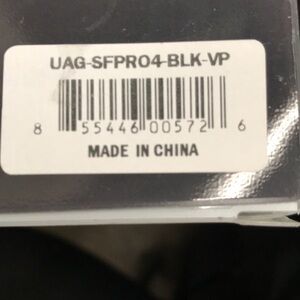 UAG-SFPRO4-BLK-VP
8 55446 00572 6
MADE IN CHINA